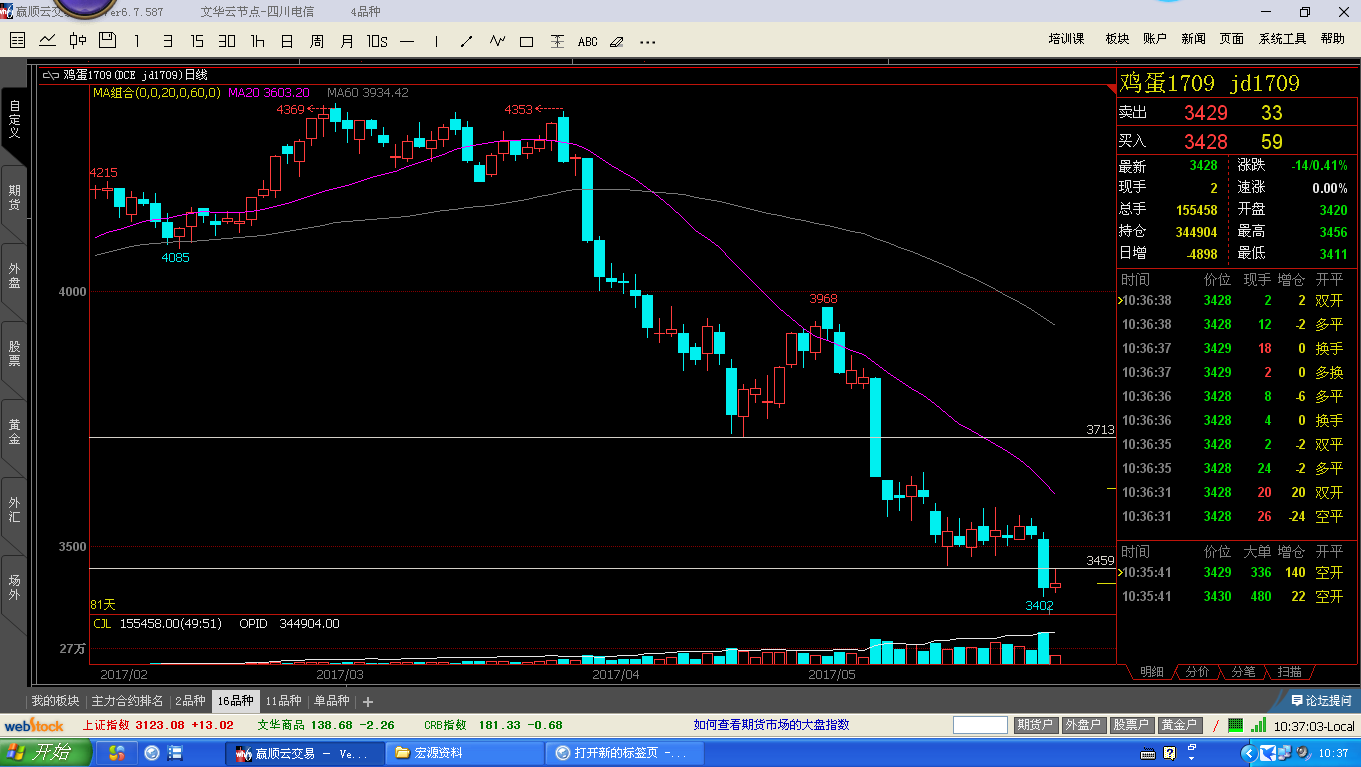 赢顺云交易 Ver6.7.587 文华云节点-四川电信 4品种
1 3 15 30 1h 日 周 月 10S ABC ...
培训课 板块 账户 新闻 页面 系统工具 帮助
自定义
期货
外盘
股票
黄金
外汇
场外
鸡蛋1709(DCE jd1709)日线
MA组合(0,0,20,0,60,0) MA20 3603.20 MA60 3934.42
4369
4353
4215
4085
4000
3968
3713
3500
3459
3402
81天
CJL 155458.00(49:51) OPID 344904.00
27万
2017/02 2017/03 2017/04 2017/05
鸡蛋1709 jd1709
卖出 3429 33
买入 3428 59
最新 3428 涨跌 -14/0.41%
现手 2 速涨 0.00%
总手 155458 开盘 3420
持仓 344904 最高 3456
日增 -4898 最低 3411
时间 价位 现手 增仓 开平
10:36:38 3428 2 2 双开
10:36:38 3428 12 -2 多平
10:36:37 3429 18 0 换手
10:36:37 3429 2 0 多换
10:36:36 3428 8 -6 多平
10:36:36 3428 4 0 换手
10:36:35 3428 2 -2 双平
10:36:35 3428 24 -2 多平
10:36:31 3428 20 20 双开
10:36:31 3428 26 -24 空平
时间 价位 大单 增仓 开平
10:35:41 3429 336 140 空开
10:35:41 3430 480 22 空开
明细 分价 分笔 扫描
我的板块 主力合约排名 2品种 16品种 11品种 单品种 +
论坛提问
webstock 上证指数 3123.08 +13.02 文华商品 138.68 -2.26 CRB指数 181.33 -0.68 如何查看期货市场的大盘指数 期货户 外盘户 股票户 黄金户 10:37:03-Local
开始 赢顺云交易 - Ve... 宏源资料 打开新的标签页 -... 10:37